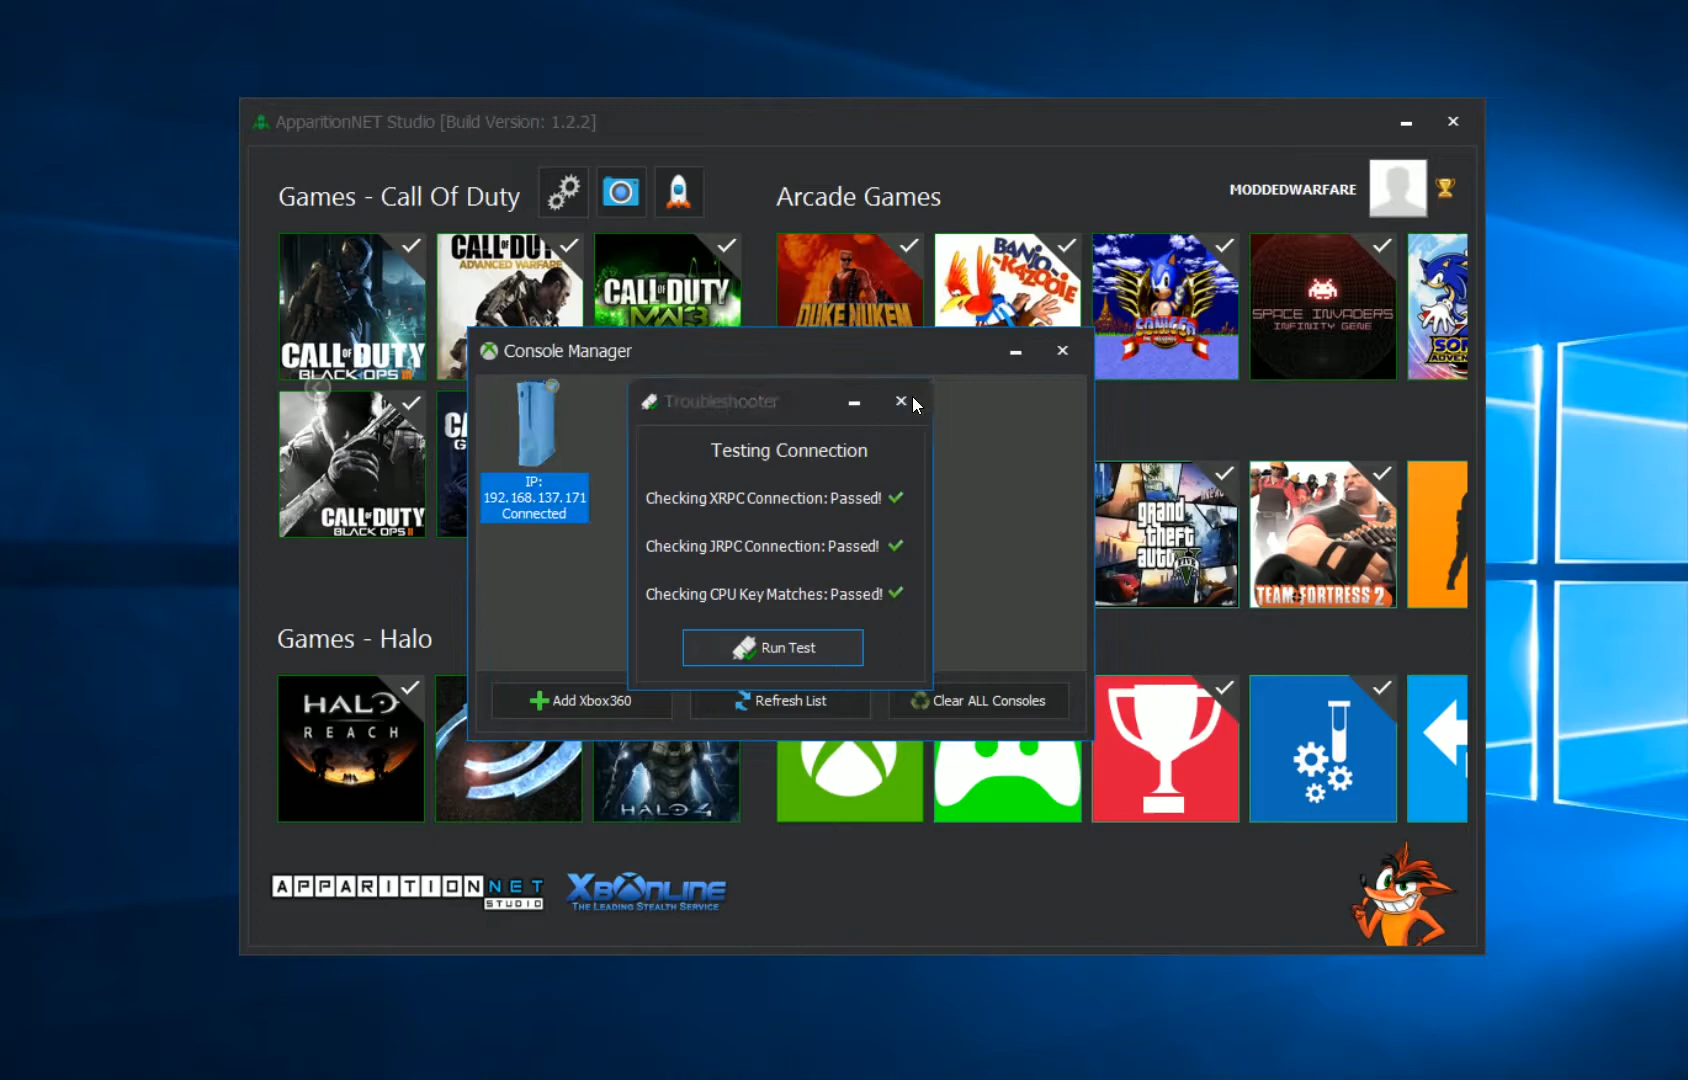 ApparitionNET Studio [Build Version: 1.2.2]
Games - Call Of Duty
Arcade Games
MODDEDWARFARE
CALL OF DUTY
BLACK OPS III
CALL OF DUTY
ADVANCED WARFARE
CALL OF DUTY
MW3
DUKE NUKEM
BANJO
-KAZOOIE
SONIC CD
SPACE INVADERS
INFINITY GENE
SONIC
Console Manager
IP:
192.168.137.171
Connected
Troubleshooter
Testing Connection
Checking XRPC Connection: Passed!
Checking JRPC Connection: Passed!
Checking CPU Key Matches: Passed!
Run Test
Add Xbox360
Refresh List
Clear ALL Consoles
CALL OF DUTY
BLACK OPS II
grand
theft
auto
V
FIVE
TEAM FORTRESS 2
Games - Halo
HALO
REACH
HALO 4
APPARITIONNET
STUDIO
XBONLINE
THE LEADING STEALTH SERVICE